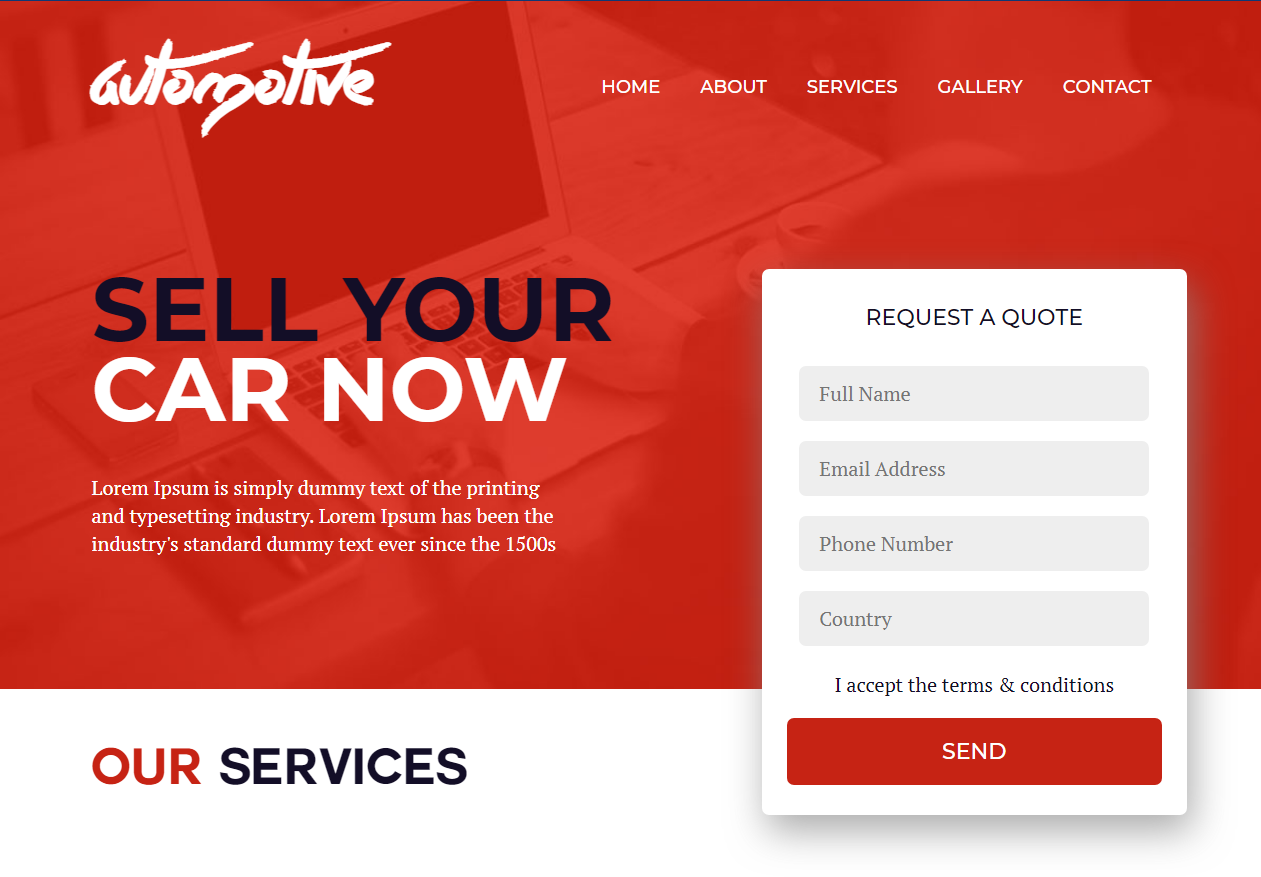 automotive
HOME ABOUT SERVICES GALLERY CONTACT
SELL YOUR
CAR NOW
Lorem Ipsum is simply dummy text of the printing
and typesetting industry. Lorem Ipsum has been the
industry's standard dummy text ever since the 1500s
REQUEST A QUOTE
Full Name
Email Address
Phone Number
Country
I accept the terms & conditions
SEND
OUR SERVICES